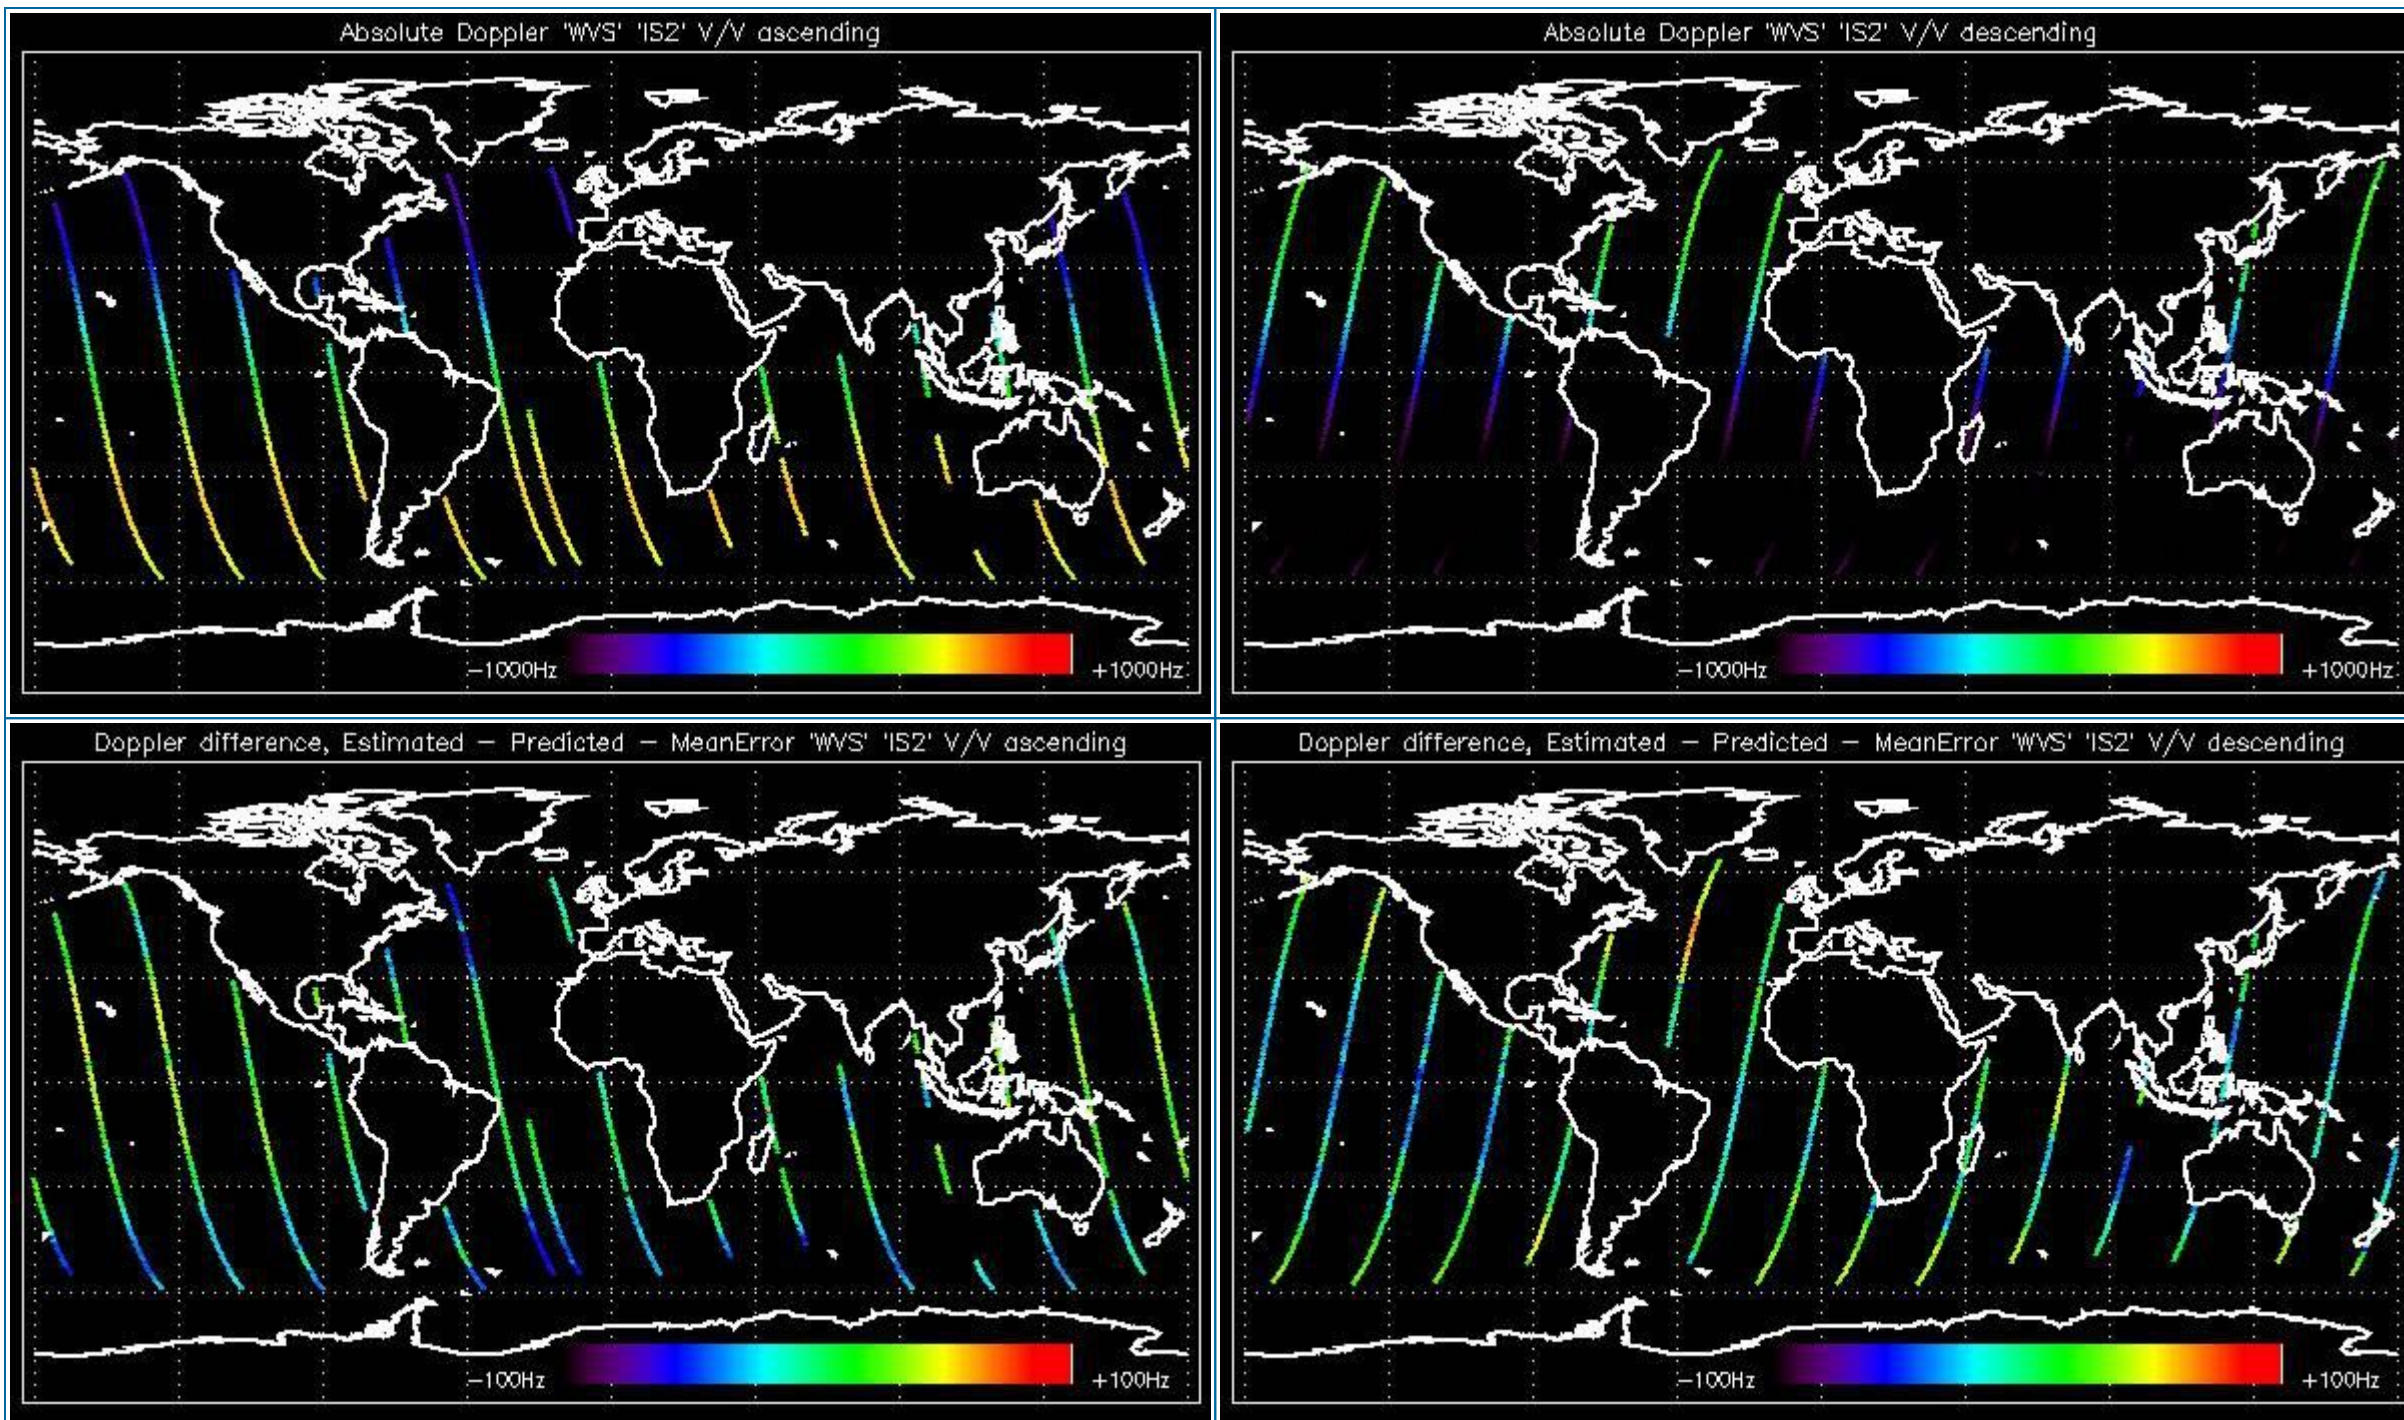 Absolute Doppler 'WVS' 'IS2' V/V ascending
−1000Hz +1000Hz
Absolute Doppler 'WVS' 'IS2' V/V descending
−1000Hz +1000Hz
Doppler difference, Estimated − Predicted − MeanError 'WVS' 'IS2' V/V ascending
−100Hz +100Hz
Doppler difference, Estimated − Predicted − MeanError 'WVS' 'IS2' V/V descending
−100Hz +100Hz